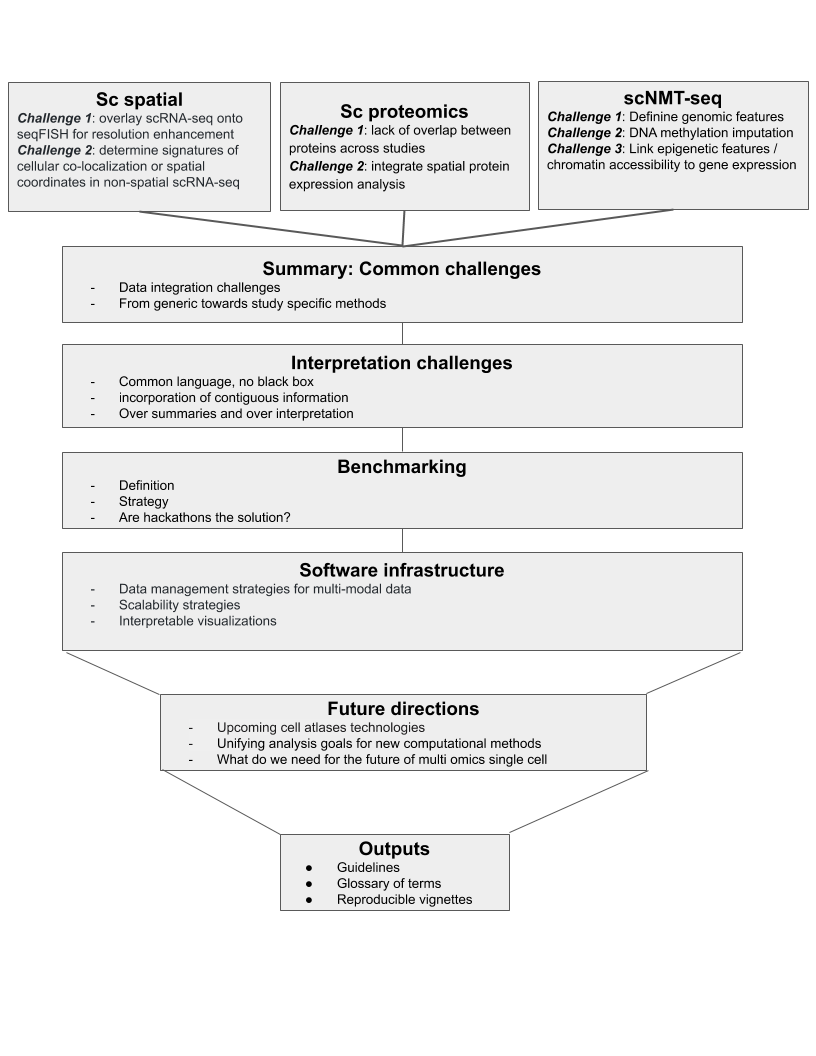 Sc spatial
Challenge 1: overlay scRNA-seq onto
seqFISH for resolution enhancement
Challenge 2: determine signatures of
cellular co-localization or spatial
coordinates in non-spatial scRNA-seq
Sc proteomics
Challenge 1: lack of overlap between
proteins across studies
Challenge 2: integrate spatial protein
expression analysis
scNMT-seq
Challenge 1: Definine genomic features
Challenge 2: DNA methylation imputation
Challenge 3: Link epigenetic features /
chromatin accessibility to gene expression
Summary: Common challenges
- Data integration challenges
- From generic towards study specific methods
Interpretation challenges
- Common language, no black box
- incorporation of contiguous information
- Over summaries and over interpretation
Benchmarking
- Definition
- Strategy
- Are hackathons the solution?
Software infrastructure
- Data management strategies for multi-modal data
- Scalability strategies
- Interpretable visualizations
Future directions
- Upcoming cell atlases technologies
- Unifying analysis goals for new computational methods
- What do we need for the future of multi omics single cell
Outputs
● Guidelines
● Glossary of terms
● Reproducible vignettes